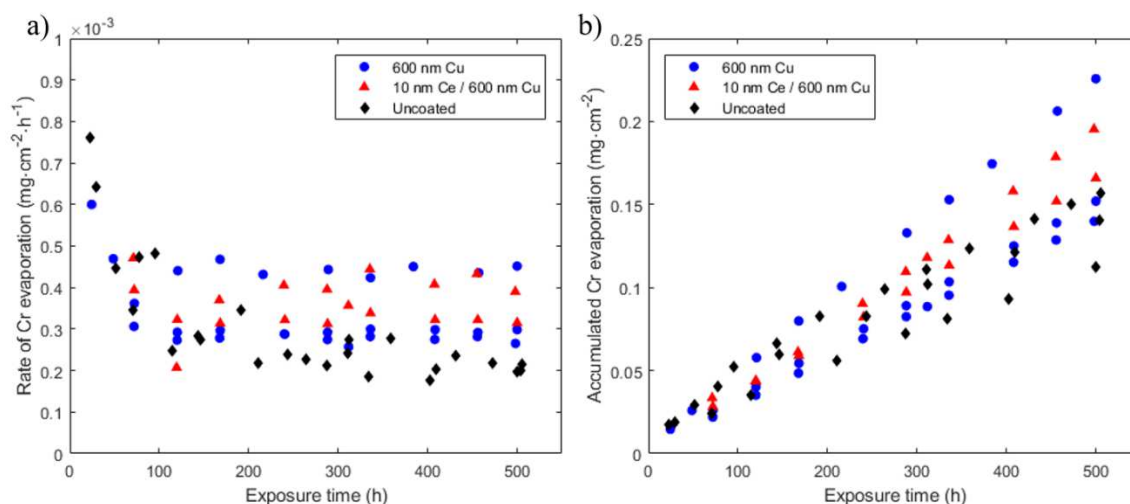 a)
×10⁻³
1
0.9
0.8
0.7
0.6
0.5
0.4
0.3
0.2
0.1
0
0 100 200 300 400 500
Rate of Cr evaporation (mg·cm⁻²·h⁻¹)
Exposure time (h)
600 nm Cu
10 nm Ce / 600 nm Cu
Uncoated
b)
0.25
0.2
0.15
0.1
0.05
0
0 100 200 300 400 500
Accumulated Cr evaporation (mg·cm⁻²)
Exposure time (h)
600 nm Cu
10 nm Ce / 600 nm Cu
Uncoated